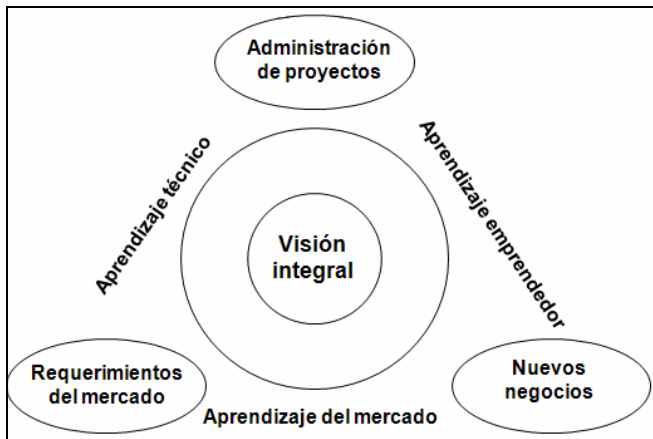 Administración
de proyectos
Aprendizaje técnico
Aprendizaje emprendedor
Visión
integral
Requerimientos
del mercado
Nuevos
negocios
Aprendizaje del mercado